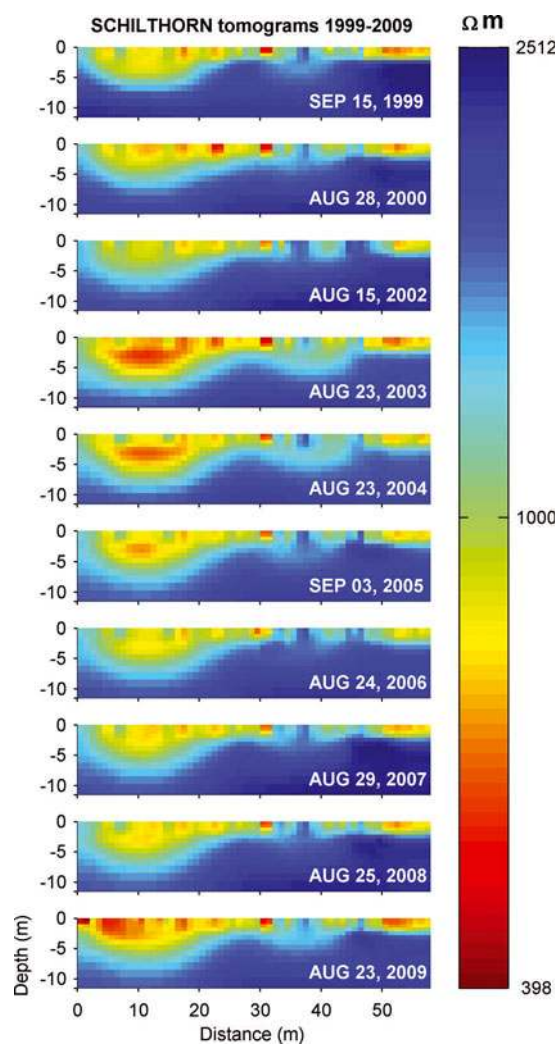 SCHILTHORN tomograms 1999-2009
Ωm
0
-5
-10
SEP 15, 1999
0
-5
-10
AUG 28, 2000
0
-5
-10
AUG 15, 2002
0
-5
-10
AUG 23, 2003
0
-5
-10
AUG 23, 2004
0
-5
-10
SEP 03, 2005
0
-5
-10
AUG 24, 2006
0
-5
-10
AUG 29, 2007
0
-5
-10
AUG 25, 2008
0
-5
-10
AUG 23, 2009
Depth (m)
0 10 20 30 40 50
Distance (m)
2512
1000
398